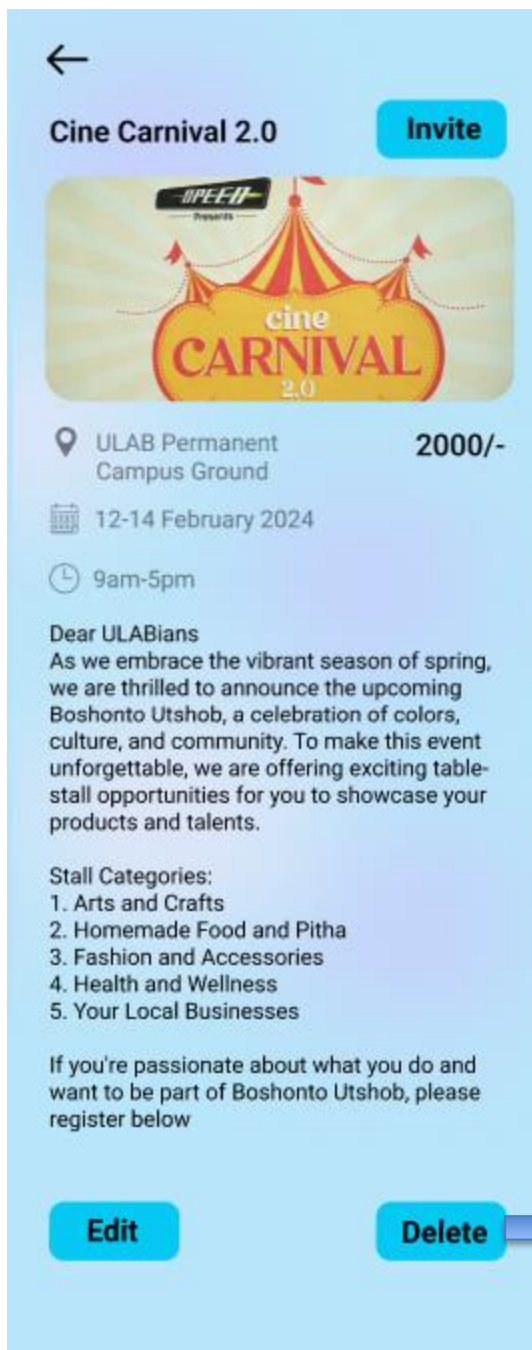 Cine Carnival 2.0
Invite
SPEED
Presents
cine
CARNIVAL
2.0
ULAB Permanent
Campus Ground
2000/-
12-14 February 2024
9am-5pm
Dear ULABians
As we embrace the vibrant season of spring,
we are thrilled to announce the upcoming
Boshonto Utshob, a celebration of colors,
culture, and community. To make this event
unforgettable, we are offering exciting table-
stall opportunities for you to showcase your
products and talents.
Stall Categories:
1. Arts and Crafts
2. Homemade Food and Pitha
3. Fashion and Accessories
4. Health and Wellness
5. Your Local Businesses
If you're passionate about what you do and
want to be part of Boshonto Utshob, please
register below
Edit
Delete